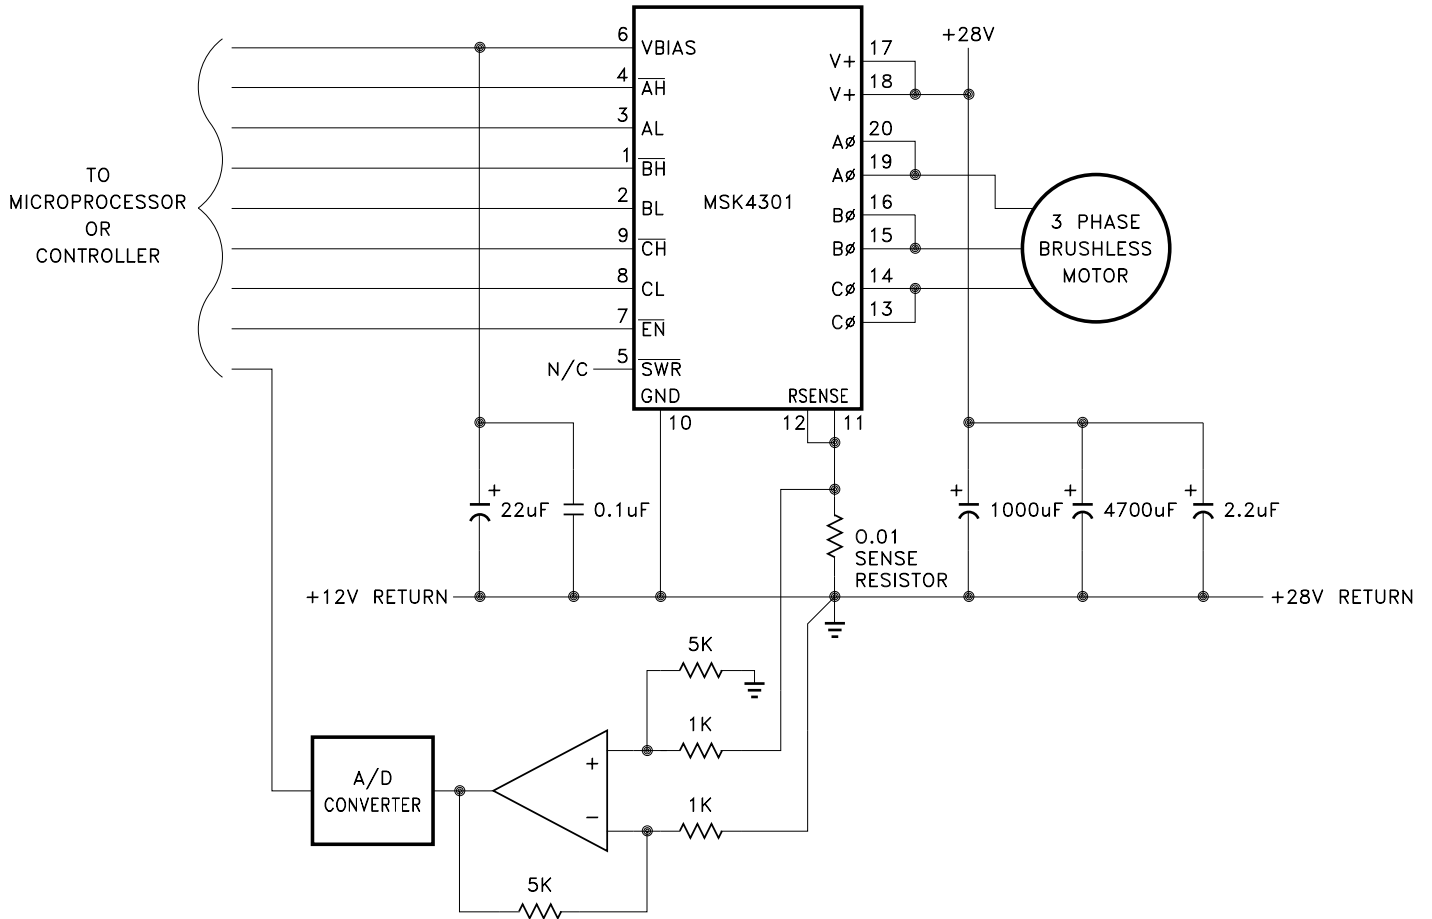 +28V
6 VBIAS
4 AH
3 AL
1 BH
2 BL
9 CH
8 CL
7 EN
N/C 5 SWR
GND
RSENSE
10
12
11
MSK4301
V+ 17
V+ 18
AØ 20
AØ 19
BØ 16
BØ 15
CØ 14
CØ 13
TO
MICROPROCESSOR
OR
CONTROLLER
3 PHASE
BRUSHLESS
MOTOR
+ 22uF
0.1uF
0.01
SENSE
RESISTOR
+ 1000uF
+ 4700uF
+ 2.2uF
+12V RETURN
+28V RETURN
5K
1K
+
A/D
CONVERTER
1K
−
5K